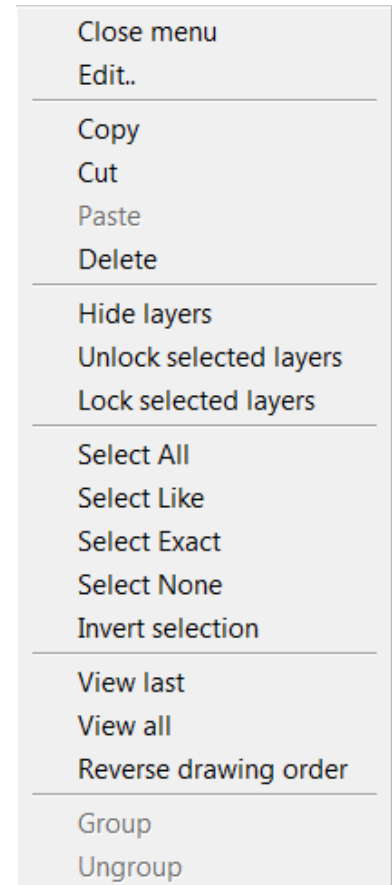 Close menu
Edit..
Copy
Cut
Paste
Delete
Hide layers
Unlock selected layers
Lock selected layers
Select All
Select Like
Select Exact
Select None
Invert selection
View last
View all
Reverse drawing order
Group
Ungroup